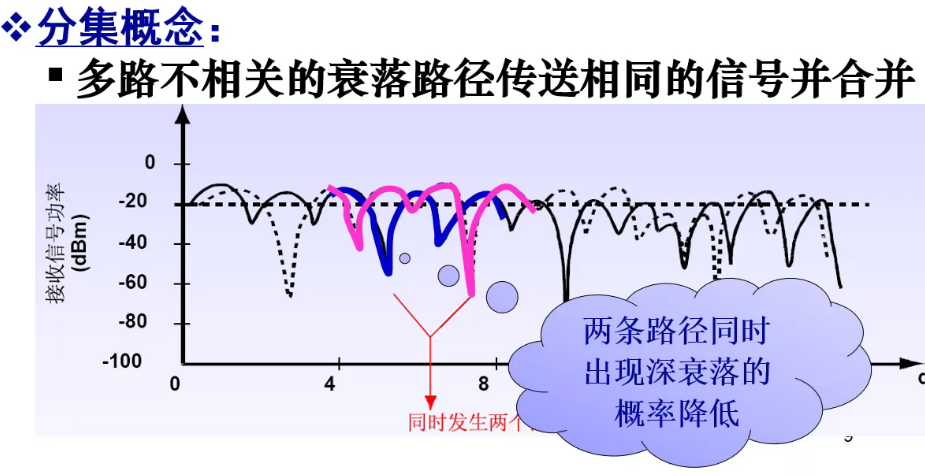 分集概念：
多路不相关的衰落路径传送相同的信号并合并
接收信号功率
(dBm)
0
-20
-40
-60
-80
-100
0
4
8
同时发生两个
两条路径同时
出现深衰落的
概率降低
9